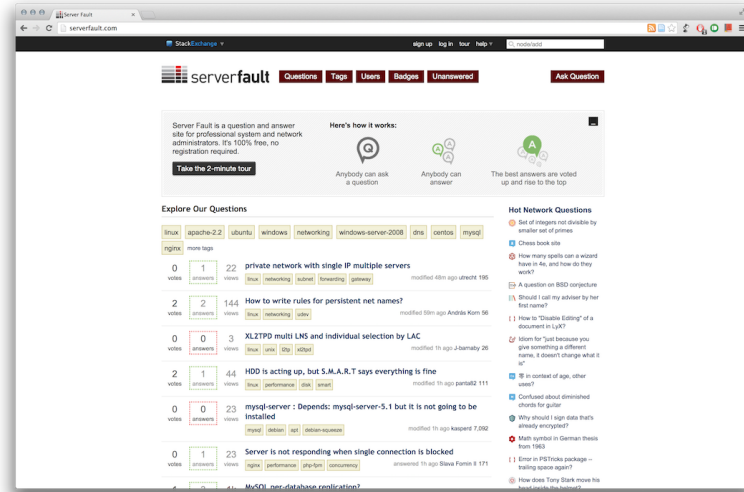 Server Fault
serverfault.com
StackExchange
sign up log in tour help
node/add
serverfault
Questions Tags Users Badges Unanswered
Ask Question
Server Fault is a question and answer
site for professional system and network
administrators. It's 100% free, no
registration required.
Take the 2-minute tour
Here's how it works:
Q
Anybody can ask
a question
A
A
A
Anybody can
answer
A
The best answers are voted
up and rise to the top
Explore Our Questions
linux apache-2.2 ubuntu windows networking windows-server-2008 dns centos mysql
nginx more tags
0 votes 1 answers 22 views
private network with single IP multiple servers
linux networking subnet forwarding gateway
modified 48m ago utrecht 195
2 votes 2 answers 144 views
How to write rules for persistent net names?
linux networking udev
modified 59m ago András Korn 56
0 votes 0 answers 3 views
XL2TPD multi LNS and individual selection by LAC
linux unix l2tp xl2tpd
modified 1h ago J-barnaby 26
2 votes 1 answers 44 views
HDD is acting up, but S.M.A.R.T says everything is fine
linux performance disk smart
modified 1h ago panta82 111
0 votes 0 answers 23 views
mysql-server : Depends: mysql-server-5.1 but it is not going to be
installed
mysql debian apt debian-squeeze
modified 1h ago kasperd 7,092
0 votes 1 answers 23 views
Server is not responding when single connection is blocked
nginx performance php-fpm concurrency
answered 1h ago Slava Fomin II 171
MySQL per-database replication?
Hot Network Questions
Set of integers not divisible by
smaller set of primes
Chess book site
How many spells can a wizard
have in 4e, and how do they
work?
A question on BSD conjecture
Should I call my adviser by her
first name?
How to "Disable Editing" of a
document in LyX?
Idiom for "just because you
give something a different
name, it doesn't change what it
is"
in context of age, other
uses?
Confused about diminished
chords for guitar
Why should I sign data that's
already encrypted?
Math symbol in German thesis
from 1963
Error in PSTricks package --
trailing space again?
How does Tony Stark move his
head inside the helmet?